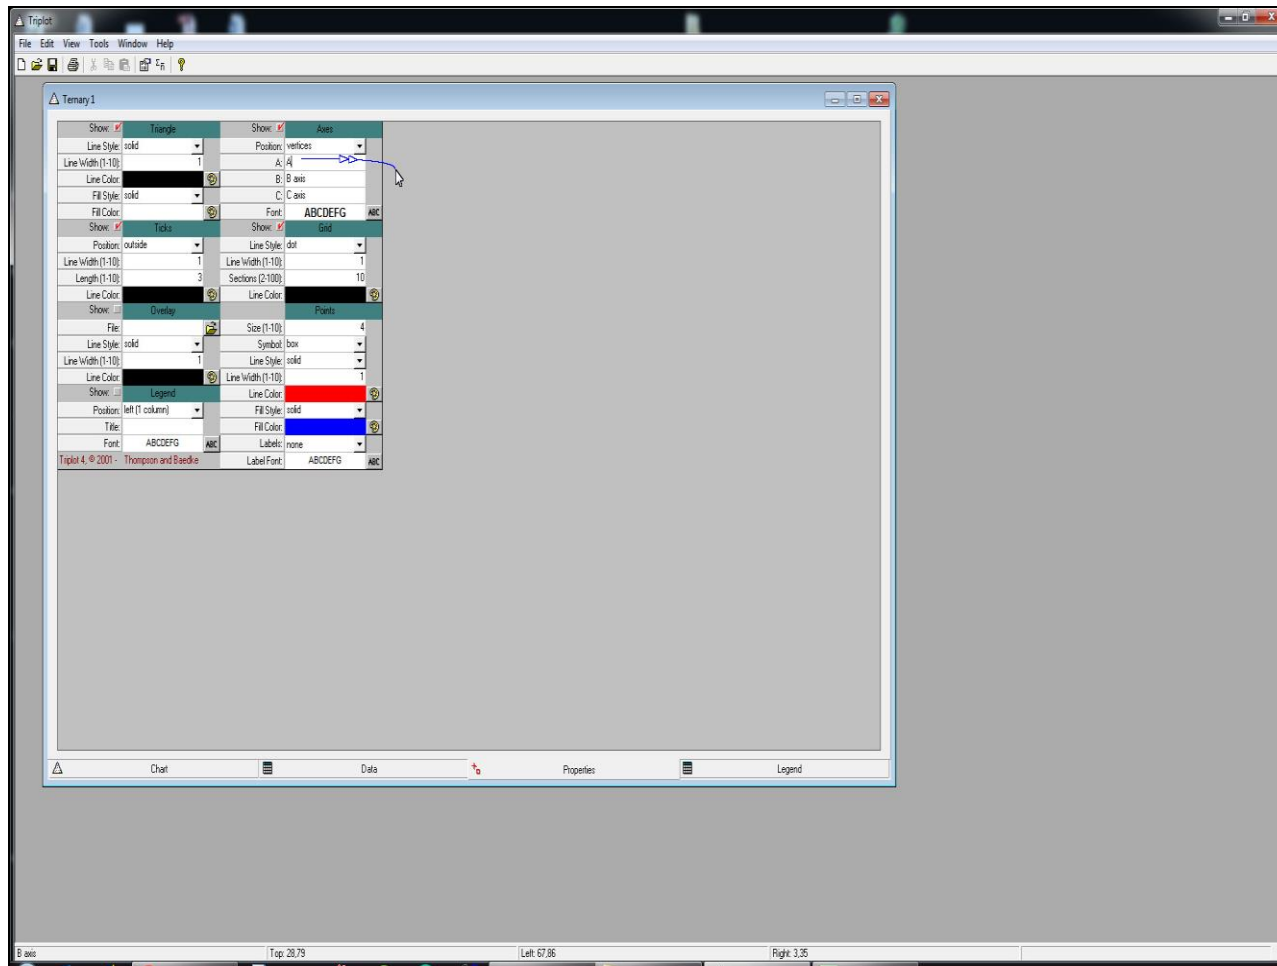 Triplot
File Edit View Tools Window Help
Σn ?
Ternary 1
Show: Triangle Show: Axes
Line Style: solid Position: vertices
Line Width (1-10): 1 A: A
Line Color: B: B axis
Fill Style: solid C: C axis
Fill Color: Font: ABCDEFG ABC
Show: Ticks Show: Grid
Position: outside Line Style: dot
Line Width (1-10): 1 Line Width (1-10): 1
Length (1-10): 3 Sections (2-100): 10
Line Color: Line Color:
Show: Overlay Points
File: Size (1-10): 4
Line Style: solid Symbol: box
Line Width (1-10): 1 Line Style: solid
Line Color: Line Width (1-10): 1
Show: Legend Line Color:
Position: left (1 column) Fill Style: solid
Title: Fill Color:
Font: ABCDEFG ABC Labels: none
Triplot 4, © 2001 - Thompson and Baedke Label Font: ABCDEFG ABC
Chart Data Properties Legend
B axis Top: 28,79 Left: 67,86 Right: 3,35